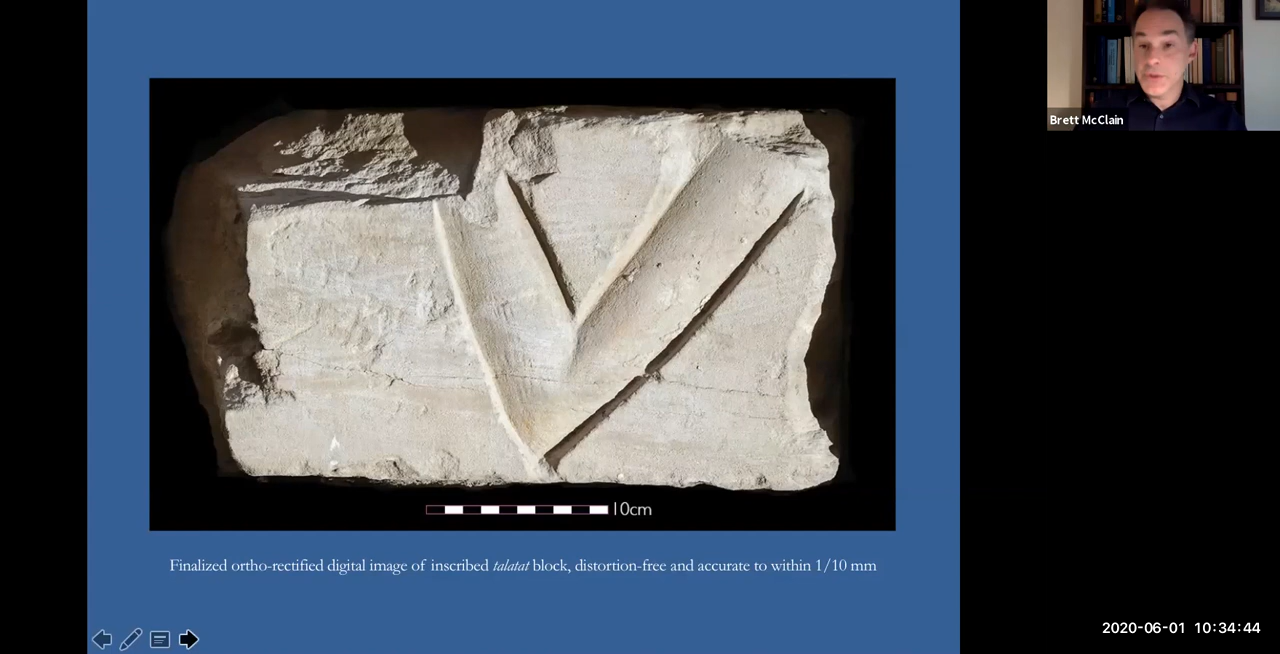 Brett McClain
10cm
Finalized ortho-rectified digital image of inscribed talatat block, distortion-free and accurate to within 1/10 mm
2020-06-01 10:34:44